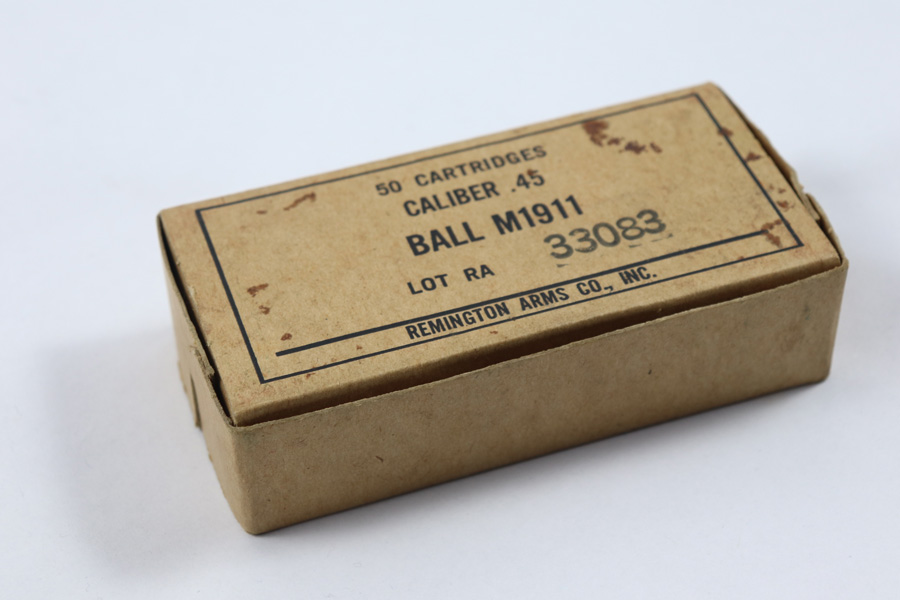 50 CARTRIDGES
CALIBER .45
BALL M1911
LOT RA 33083
REMINGTON ARMS CO., INC.